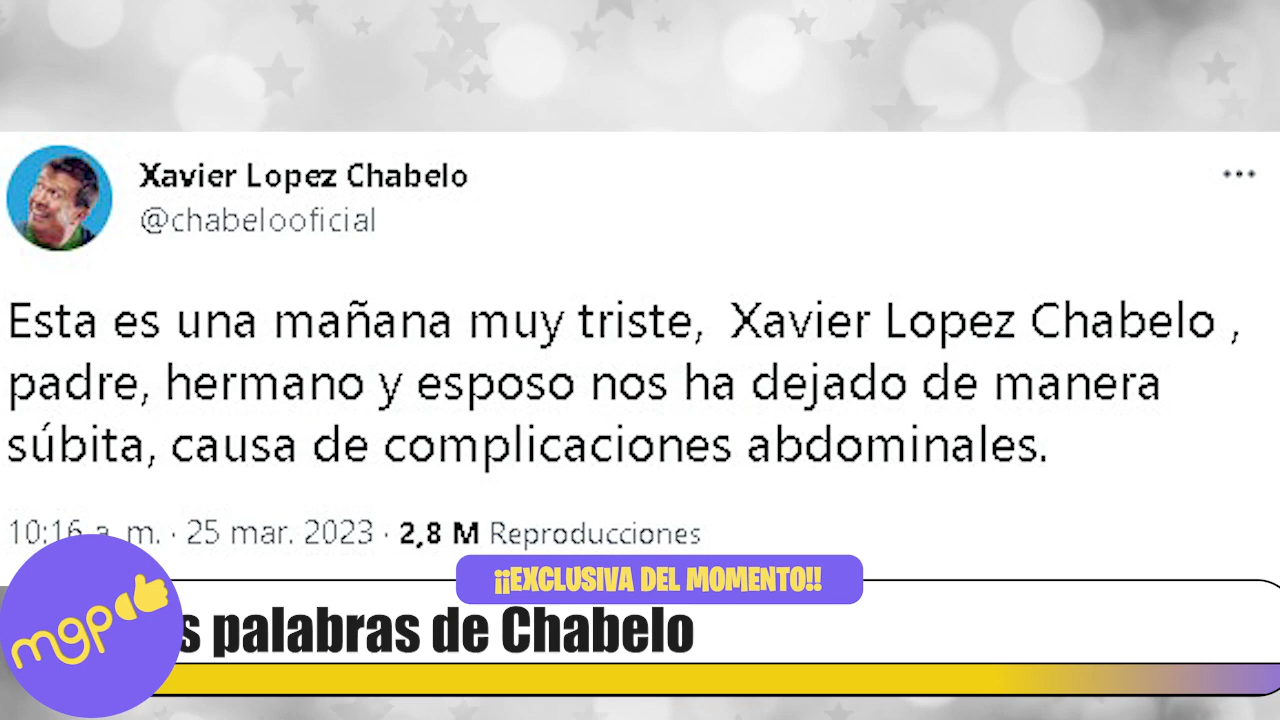 Xavier Lopez Chabelo
@chabelooficial
Esta es una mañana muy triste, Xavier Lopez Chabelo ,
padre, hermano y esposo nos ha dejado de manera
súbita, causa de complicaciones abdominales.
10:16 a. m. · 25 mar. 2023 · 2,8 M Reproducciones
¡¡EXCLUSIVA DEL MOMENTO!!
palabras de Chabelo
mgp